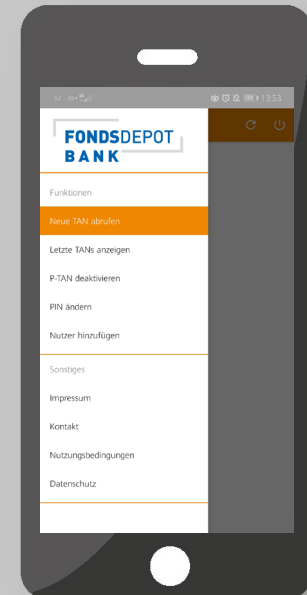 13:53
FONDSDEPOT
BANK
Funktionen
Neue TAN abrufen
Letzte TANs anzeigen
P-TAN deaktivieren
PIN ändern
Nutzer hinzufügen
Sonstiges
Impressum
Kontakt
Nutzungsbedingungen
Datenschutz